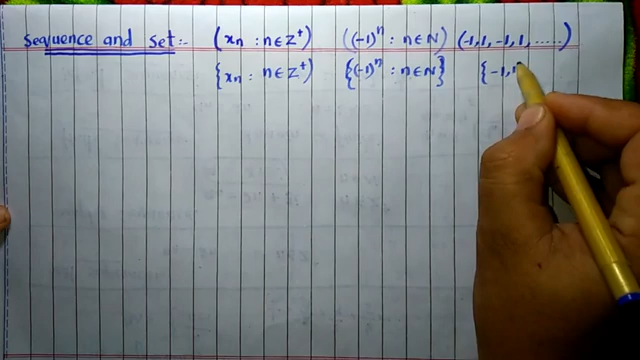 Sequence and Set:- (xn : n∈Z⁺) ((-1)ⁿ : n∈N) (-1, 1, -1, 1, .....)
{xn : n∈Z⁺} {(-1)ⁿ : n∈N} {-1, 1